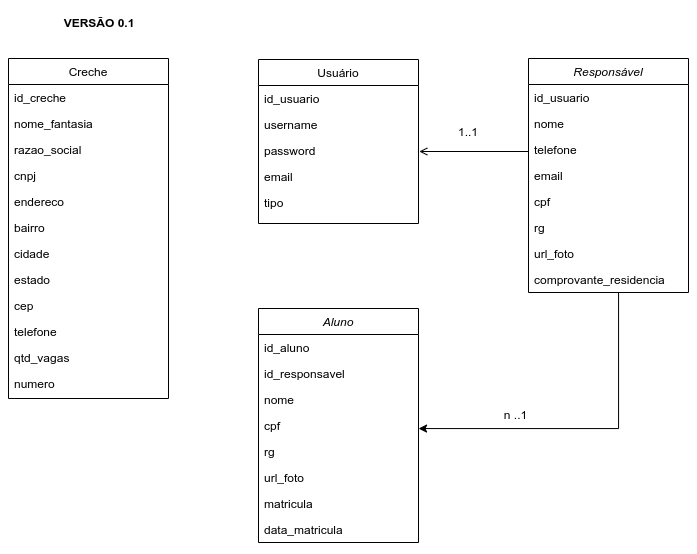 VERSÃO 0.1
Creche
id_creche
nome_fantasia
razao_social
cnpj
endereco
bairro
cidade
estado
cep
telefone
qtd_vagas
numero
Usuário
id_usuario
username
password
email
tipo
1..1
Responsável
id_usuario
nome
telefone
email
cpf
rg
url_foto
comprovante_residencia
Aluno
id_aluno
id_responsavel
nome
cpf
rg
url_foto
matricula
data_matricula
n ..1